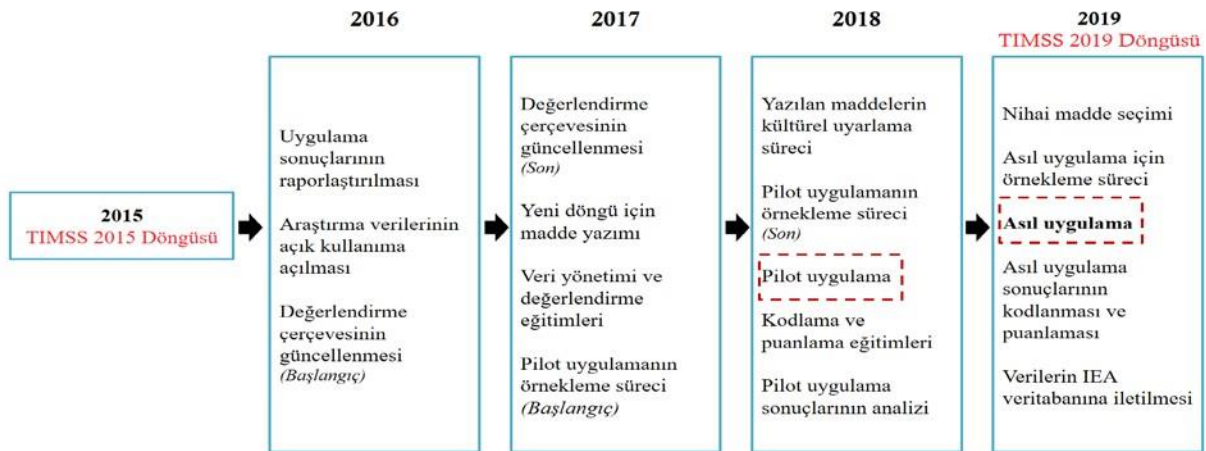 2015
TIMSS 2015 Döngüsü
2016
Uygulama
sonuçlarının
raporlaştırılması
Araştırma verilerinin
açık kullanıma
açılması
Değerlendirme
çerçevesinin
güncellenmesi
(Başlangıç)
2017
Değerlendirme
çerçevesinin
güncellenmesi
(Son)
Yeni döngü için
madde yazımı
Veri yönetimi ve
değerlendirme
eğitimleri
Pilot uygulamanın
örnekleme süreci
(Başlangıç)
2018
Yazılan maddelerin
kültürel uyarlama
süreci
Pilot uygulamanın
örnekleme süreci
(Son)
Pilot uygulama
Kodlama ve
puanlama eğitimleri
Pilot uygulama
sonuçlarının analizi
2019
TIMSS 2019 Döngüsü
Nihai madde seçimi
Asıl uygulama için
örnekleme süreci
Asıl uygulama
Asıl uygulama
sonuçlarının
kodlanması ve
puanlaması
Verilerin IEA
veritabanına iletilmesi